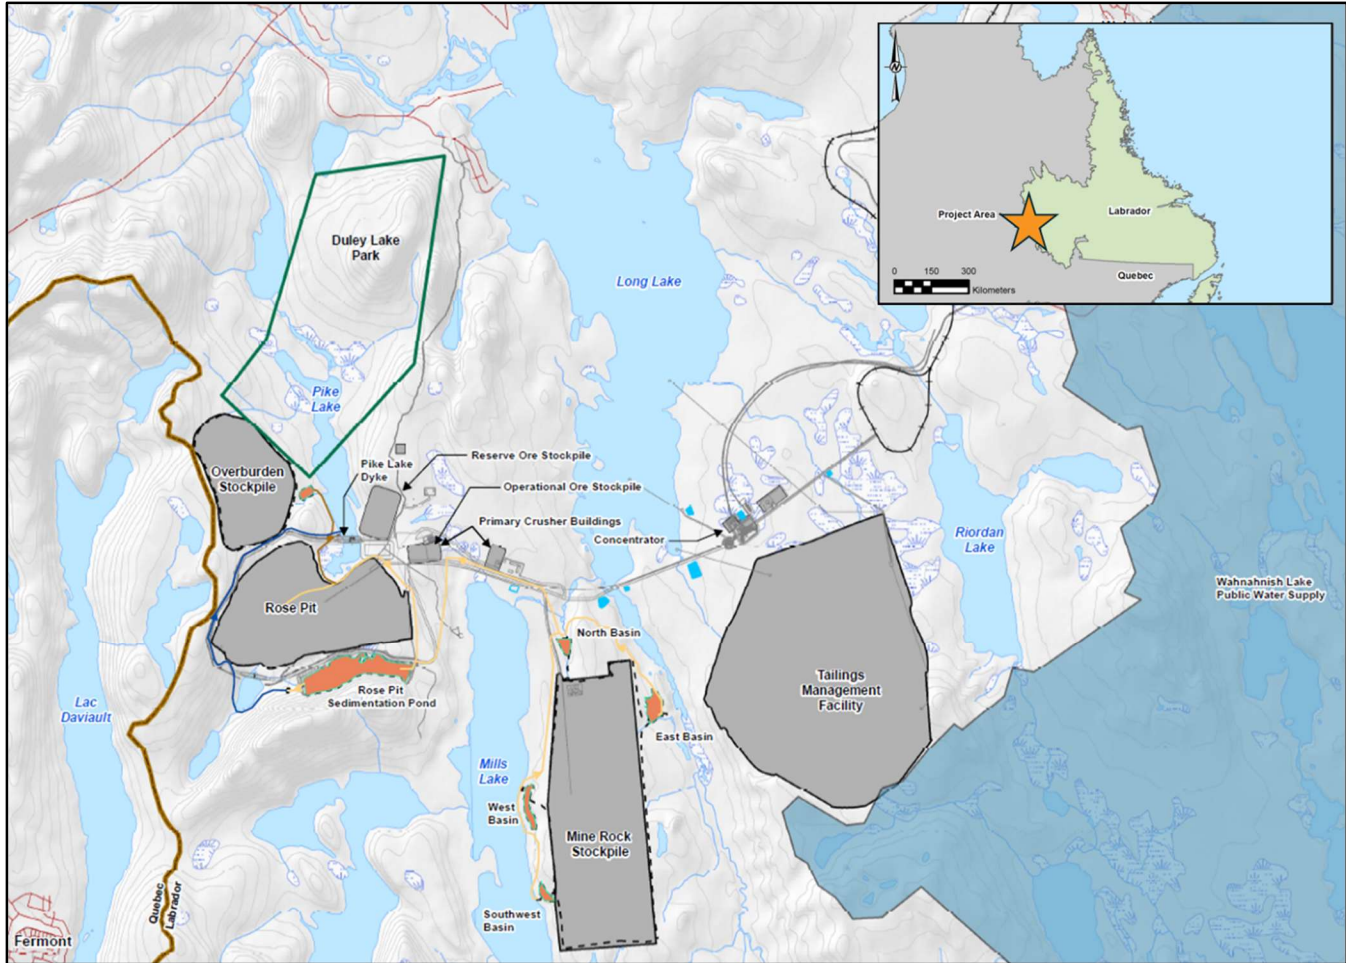 N
Project Area
Labrador
Quebec
0 150 300
Kilometers
Duley Lake
Park
Long Lake
Pike
Lake
Overburden
Stockpile
Pike Lake
Dyke
Reserve Ore Stockpile
Operational Ore Stockpile
Primary Crusher Buildings
Concentrator
Riordan
Lake
Wahnahnish Lake
Public Water Supply
Rose Pit
North Basin
Rose Pit
Sedimentation Pond
Tailings
Management
Facility
Lac
Daviault
East Basin
Mills
Lake
West
Basin
Mine Rock
Stockpile
Quebec
Labrador
Southwest
Basin
Fermont